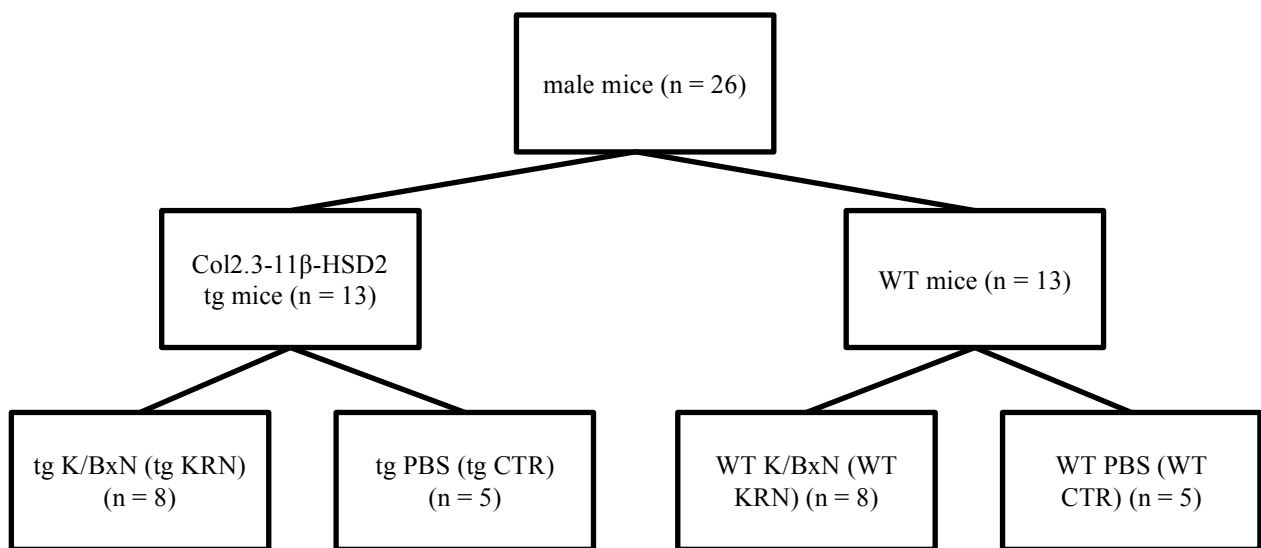 male mice (n = 26)
Col2.3-11β-HSD2
tg mice (n = 13)
WT mice (n = 13)
tg K/BxN (tg KRN)
(n = 8)
tg PBS (tg CTR)
(n = 5)
WT K/BxN (WT
KRN) (n = 8)
WT PBS (WT
CTR) (n = 5)